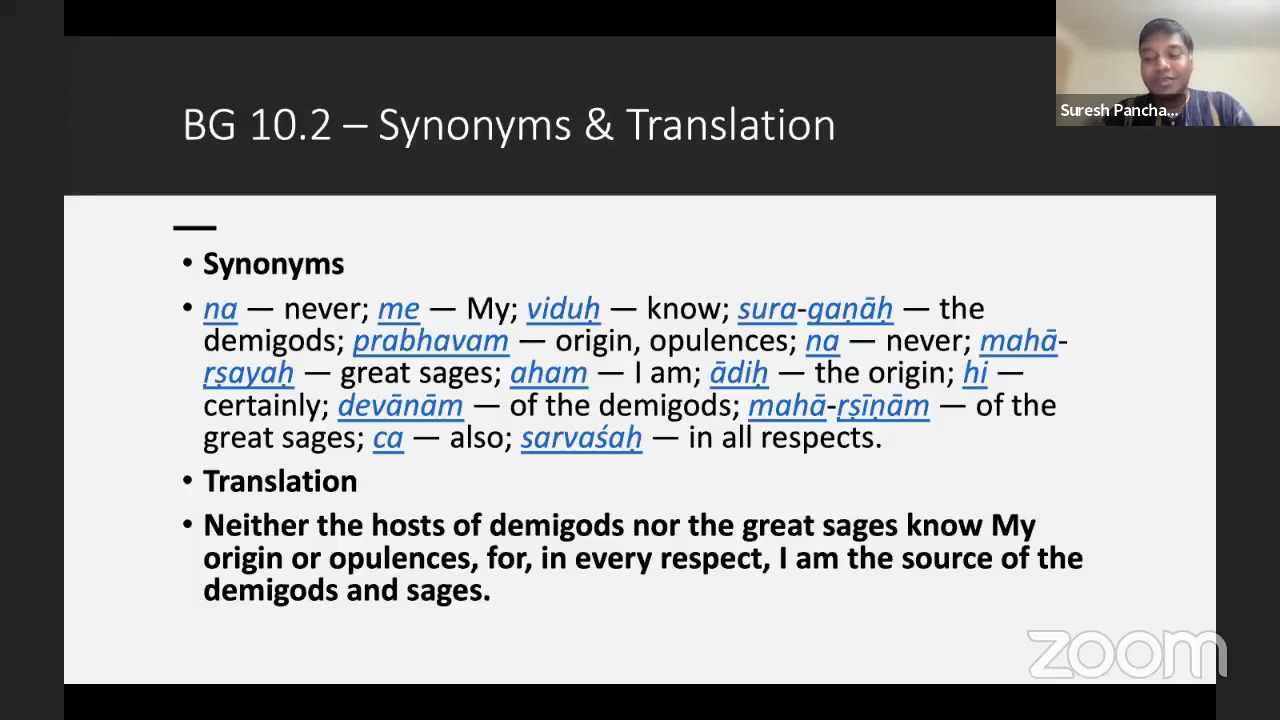 BG 10.2 – Synonyms & Translation
Suresh Pancha...
• Synonyms
• na — never; me — My; viduḥ — know; sura-gaṇāḥ — the
demigods; prabhavam — origin, opulences; na — never; mahā-
ṛṣayaḥ — great sages; aham — I am; ādiḥ — the origin; hi —
certainly; devānām — of the demigods; mahā-ṛṣīṇām — of the
great sages; ca — also; sarvaśaḥ — in all respects.
• Translation
• Neither the hosts of demigods nor the great sages know My
origin or opulences, for, in every respect, I am the source of the
demigods and sages.
zoom